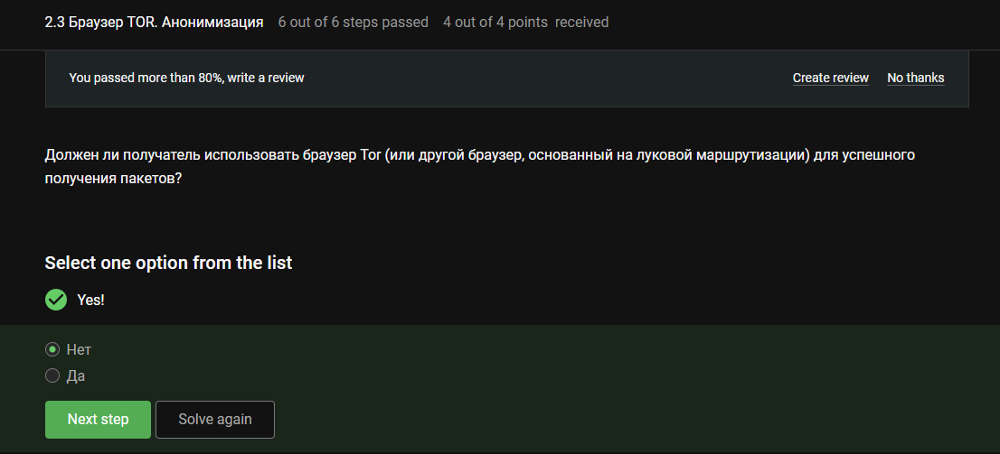 2.3 Браузер TOR. Анонимизация 6 out of 6 steps passed 4 out of 4 points received
You passed more than 80%, write a review Create review No thanks
Должен ли получатель использовать браузер Tor (или другой браузер, основанный на луковой маршрутизации) для успешного
получения пакетов?
Select one option from the list
Yes!
Нет
Да
Next step Solve again